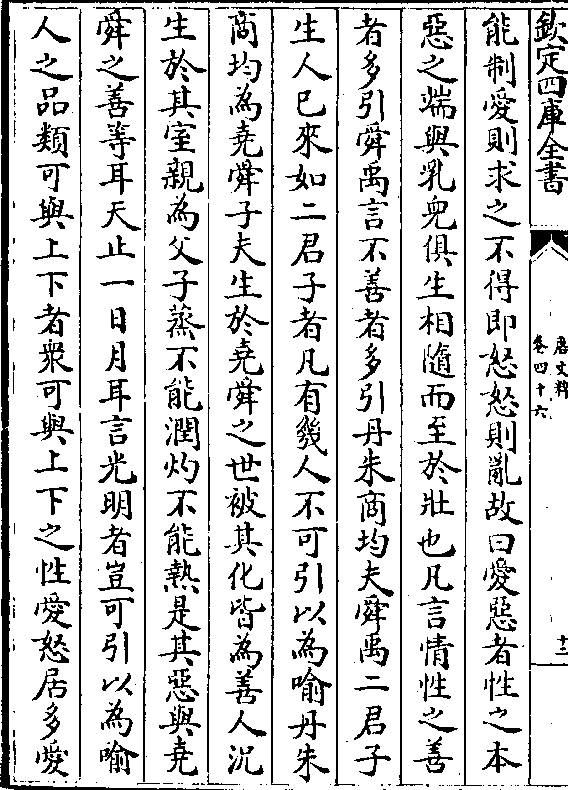 欽定四庫全書
唐文粹
卷四十六
十二
能制愛則求之不得即怒怒則亂故曰愛惡者性之本
惡之端與乳兒俱生相隨而至於壯也凡言情性之善
者多引舜禹言不善者多引丹朱商均夫舜禹二君子
生人已來如二君子者凡有幾人不可引以為喻丹朱
商均為堯舜子夫生於堯舜之世被其化皆為善人況
生於其室親為父子蒸不能潤灼不能熱是其惡與堯
舜之善等耳天止一日月耳言光明者豈可引以為喻
人之品類可與上下者衆可與上下之性愛怒居多愛